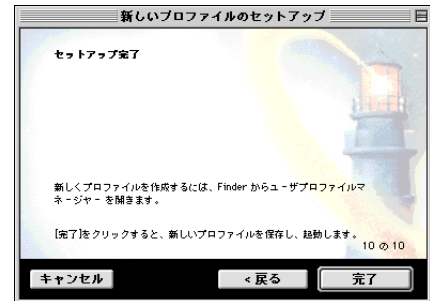 新しいプロファイルのセットアップ
セットアップ完了
新しくプロファイルを作成するには、Finder からユーザプロファイルマ
ネージャー を開きます。
[完了]をクリックすると、新しいプロファイルを保存し、起動します。
10 の 10
キャンセル
< 戻る
完了